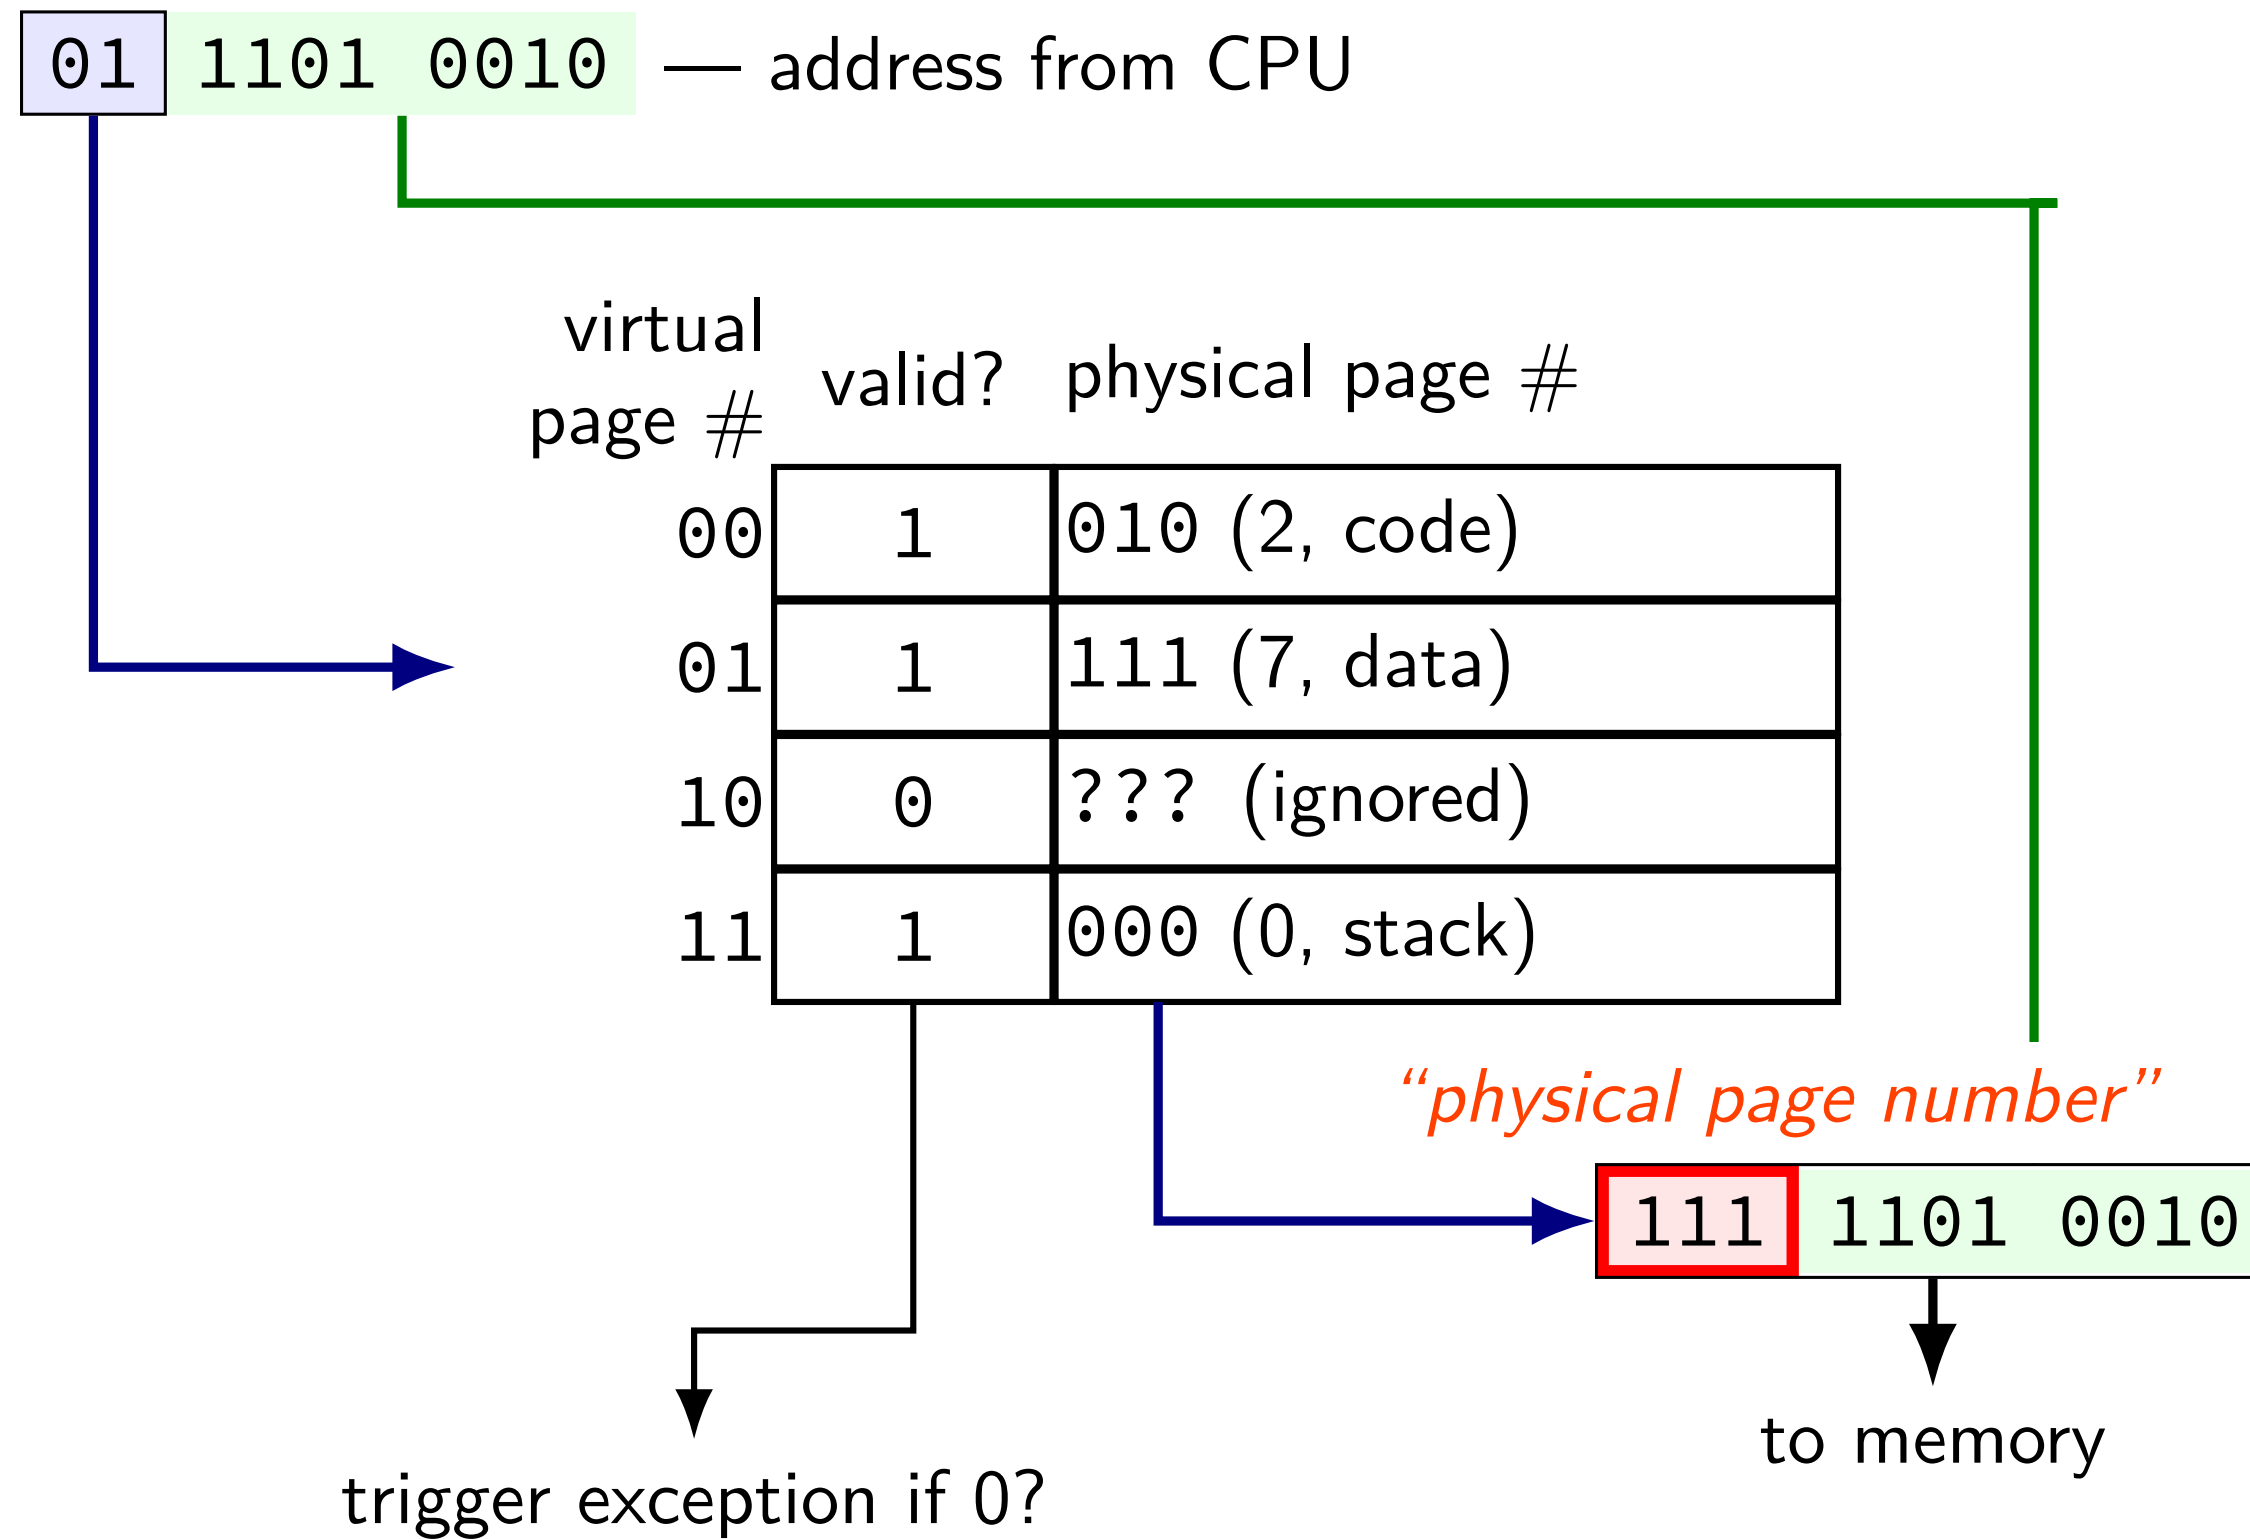 01 1101 0010 — address from CPU
virtual
page #
valid?
physical page #
00 1 010 (2, code)
01 1 111 (7, data)
10 0 ??? (ignored)
11 1 000 (0, stack)
“physical page number”
111 1101 0010
to memory
trigger exception if 0?